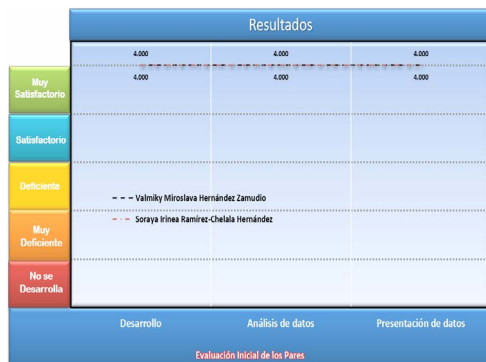 Resultados
4.000 4.000 4.000
4.000 4.000 4.000
Muy
Satisfactorio
Satisfactorio
Deficiente
Valmiky Miroslava Hernández Zamudio
Soraya Irinea Ramírez-Chelala Hernández
Muy
Deficiente
No se
Desarrolla
Desarrollo Análisis de datos Presentación de datos
Evaluación Inicial de los Pares